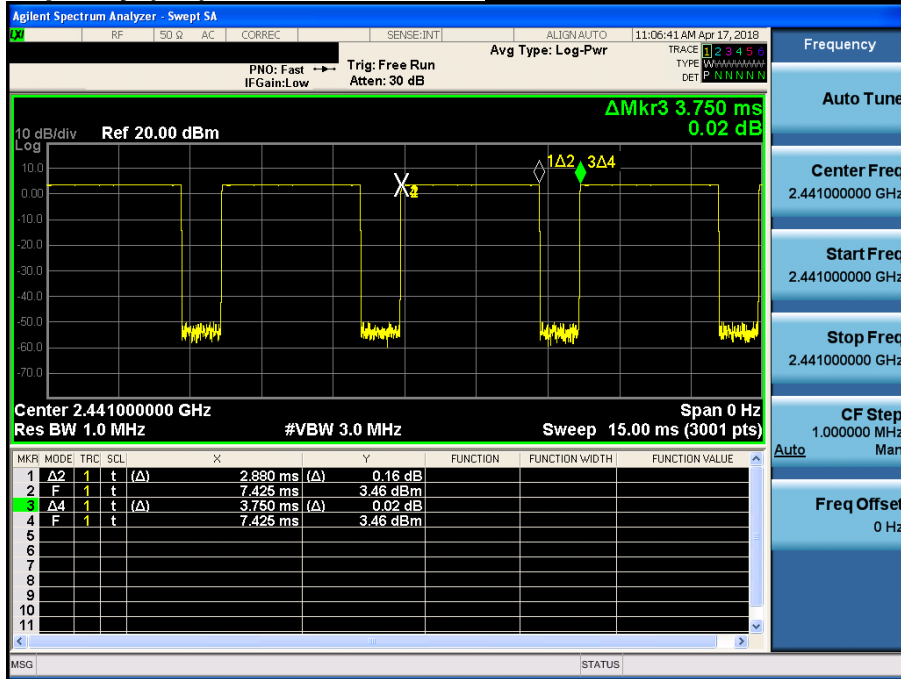 Agilent Spectrum Analyzer - Swept SA
LXI RF 50 Ω AC CORREC SENSE:INT ALIGN AUTO 11:06:41 AM Apr 17, 2018
Avg Type: Log-Pwr TRACE 1 2 3 4 5 6
PNO: Fast Trig: Free Run TYPE WWWWWWW
IFGain:Low Atten: 30 dB DET P N N N N N
ΔMkr3 3.750 ms
0.02 dB
10 dB/div Ref 20.00 dBm
Log
10.0
0.00
-10.0
-20.0
-30.0
-40.0
-50.0
-60.0
-70.0
1Δ2 3Δ4
X
Center 2.441000000 GHz Span 0 Hz
Res BW 1.0 MHz #VBW 3.0 MHz Sweep 15.00 ms (3001 pts)
MKR MODE TRC SCL X Y FUNCTION FUNCTION WIDTH FUNCTION VALUE
1 Δ2 1 t (Δ) 2.880 ms (Δ) 0.16 dB
2 F 1 t 7.425 ms 3.46 dBm
3 Δ4 1 t (Δ) 3.750 ms (Δ) 0.02 dB
4 F 1 t 7.425 ms 3.46 dBm
5
6
7
8
9
10
11
MSG STATUS
Frequency
Auto Tune
Center Freq
2.441000000 GHz
Start Freq
2.441000000 GHz
Stop Freq
2.441000000 GHz
CF Step
1.000000 MHz
Auto Man
Freq Offset
0 Hz